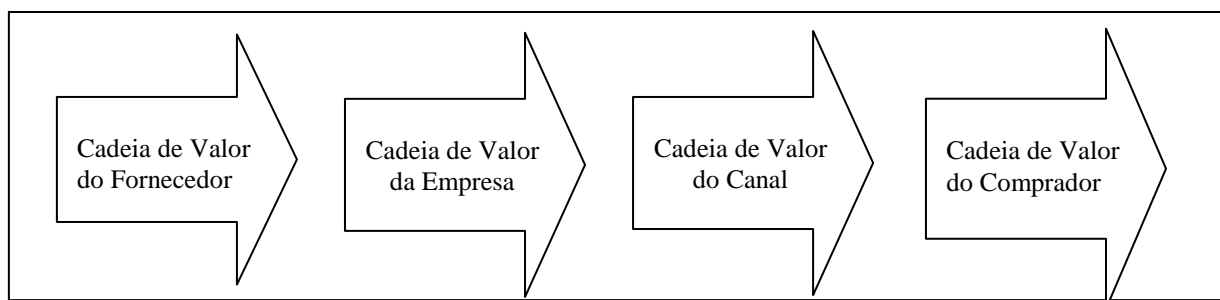 Cadeia de Valor
do Fornecedor
Cadeia de Valor
da Empresa
Cadeia de Valor
do Canal
Cadeia de Valor
do Comprador